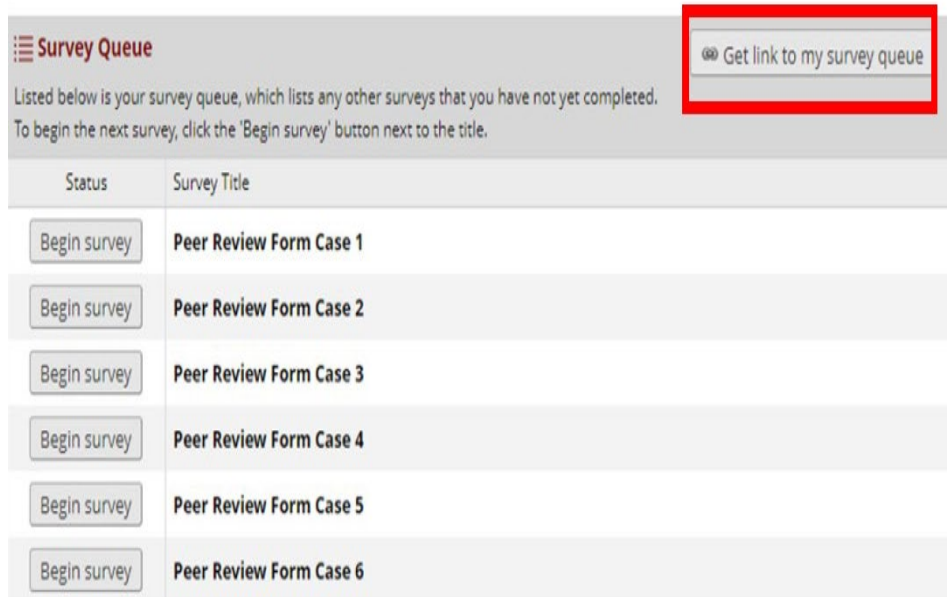 Survey Queue
Get link to my survey queue
Listed below is your survey queue, which lists any other surveys that you have not yet completed.
To begin the next survey, click the 'Begin survey' button next to the title.
Status Survey Title
Begin survey Peer Review Form Case 1
Begin survey Peer Review Form Case 2
Begin survey Peer Review Form Case 3
Begin survey Peer Review Form Case 4
Begin survey Peer Review Form Case 5
Begin survey Peer Review Form Case 6